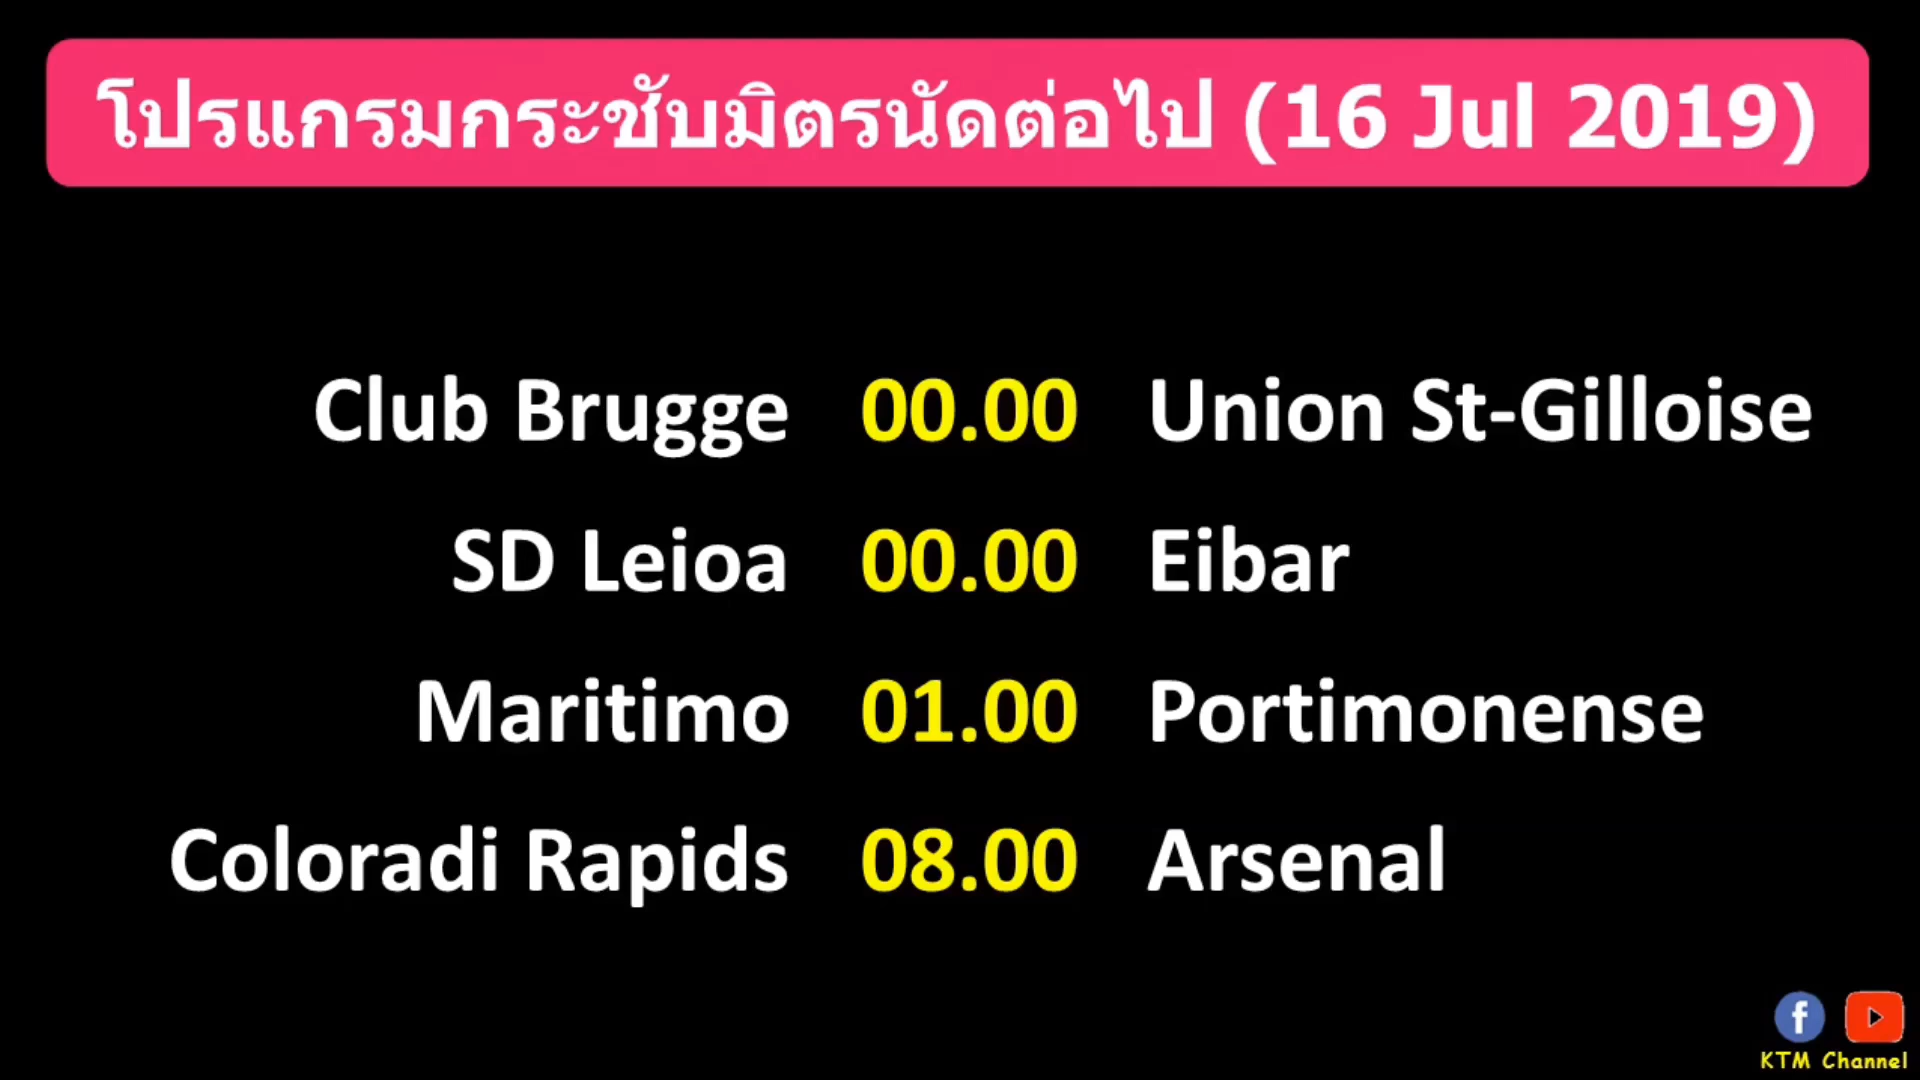 โปรแกรมกระชับมิตรนัดต่อไป (16 Jul 2019)
Club Brugge 00.00 Union St-Gilloise
SD Leioa 00.00 Eibar
Maritimo 01.00 Portimonense
Coloradi Rapids 08.00 Arsenal
f
KTM Channel